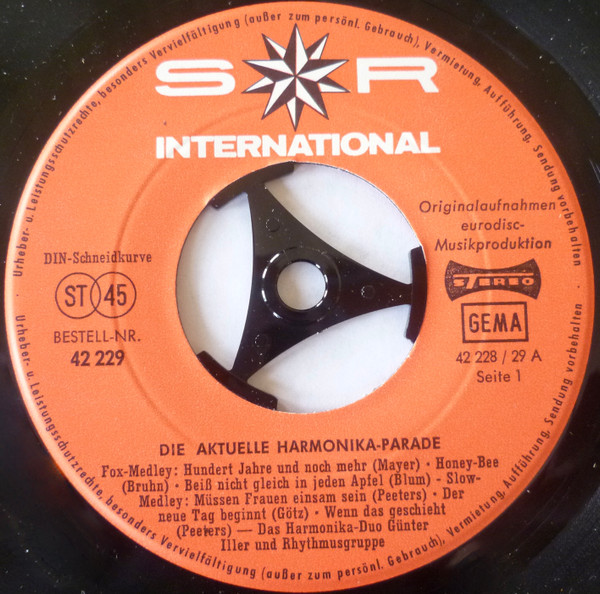 Urheber- u. Leistungsschutzrechte, besonders Vervielfältigung (außer zum persönl. Gebrauch), Vermietung, Aufführung, Sendung vorbehalten
S R
INTERNATIONAL
Originalaufnahmen
eurodisc-
Musikproduktion
DIN-Schneidkurve
ST 45
BESTELL-NR.
42 229
STEREO
GEMA
42 228 / 29 A
Seite 1
DIE AKTUELLE HARMONIKA-PARADE
Fox-Medley: Hundert Jahre und noch mehr (Mayer) · Honey-Bee
(Bruhn) · Beiß nicht gleich in jeden Apfel (Blum) - Slow-
Medley: Müssen Frauen einsam sein (Peeters) · Der
neue Tag beginnt (Götz) · Wenn das geschieht
(Peeters) — Das Harmonika-Duo Günter
Iller und Rhythmusgruppe
Urheber- u. Leistungsschutzrechte, besonders Vervielfältigung (außer zum persönl. Gebrauch), Vermietung, Aufführung, Sendung vorbehalten